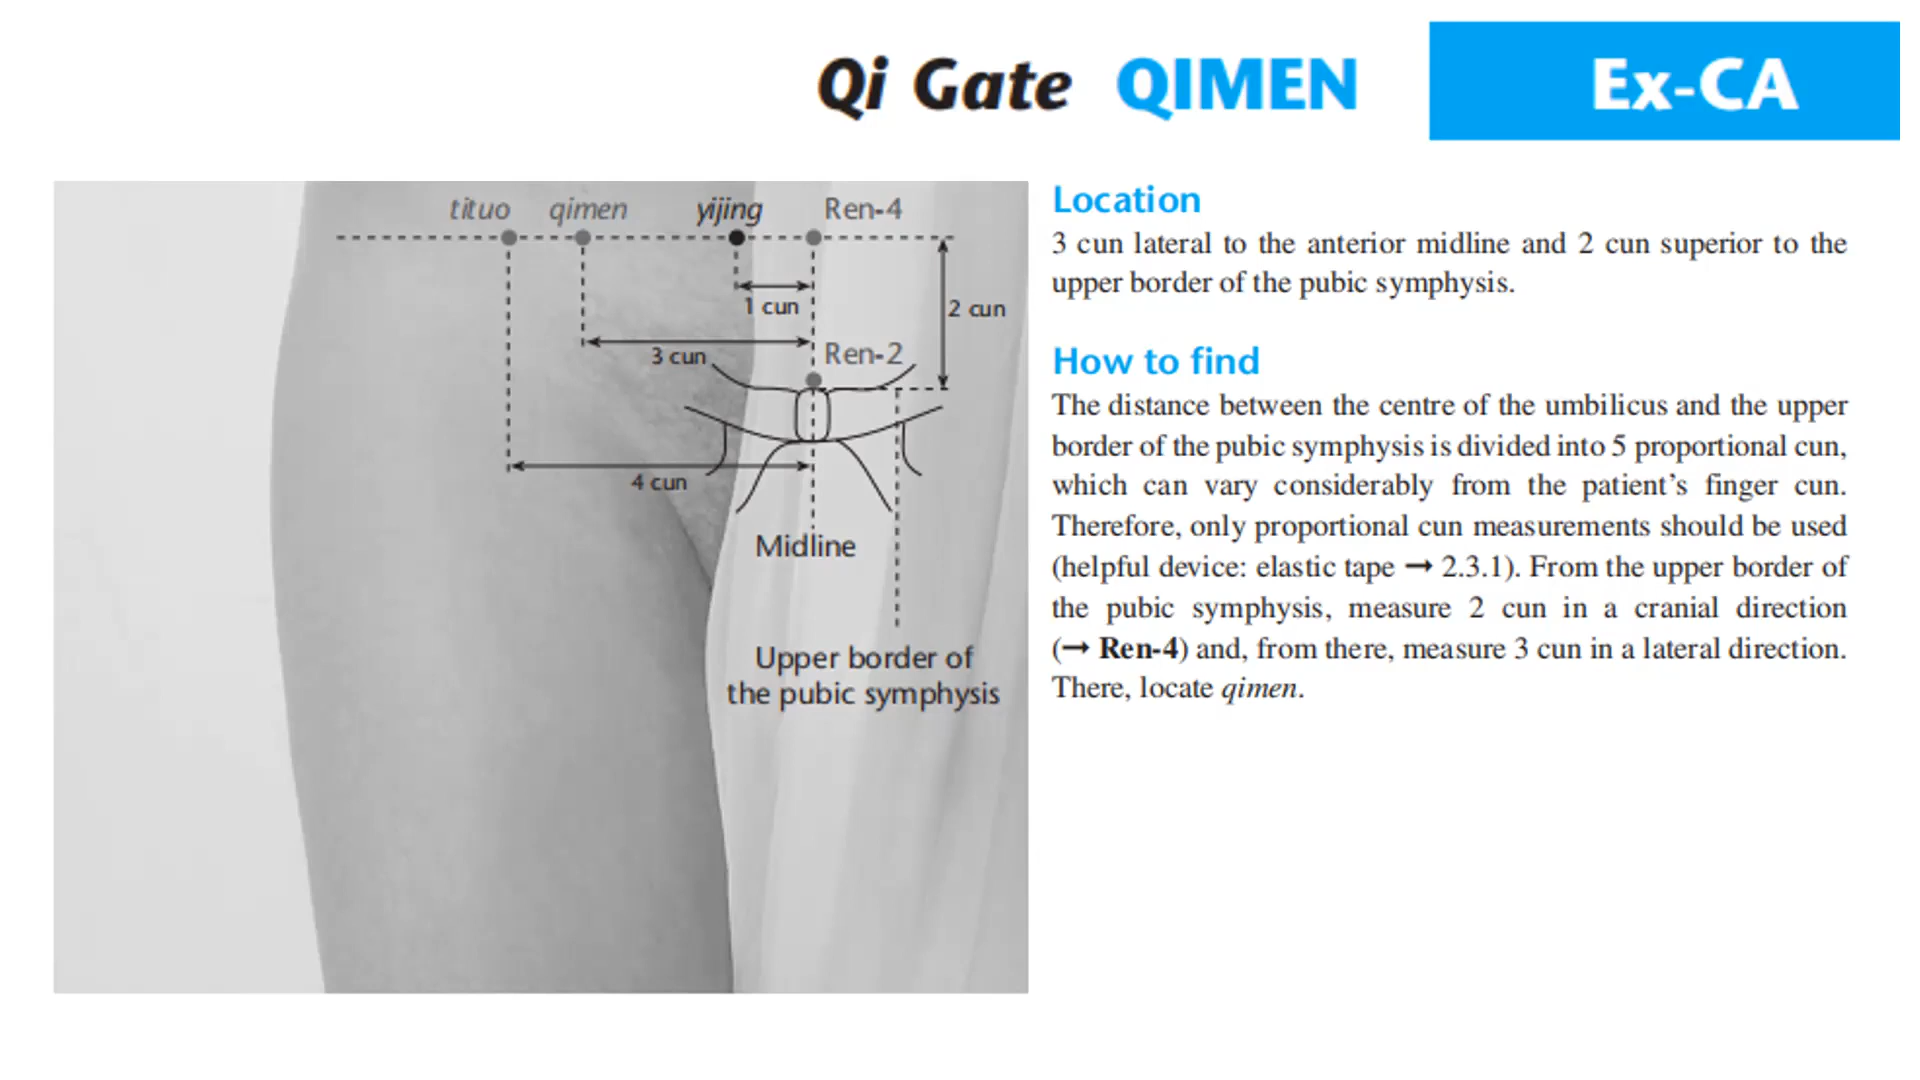 Qi Gate QIMEN Ex-CA
tituo qimen yijing Ren-4
1 cun
2 cun
3 cun
Ren-2
4 cun
Midline
Upper border of
the pubic symphysis
Location
3 cun lateral to the anterior midline and 2 cun superior to the
upper border of the pubic symphysis.
How to find
The distance between the centre of the umbilicus and the upper
border of the pubic symphysis is divided into 5 proportional cun,
which can vary considerably from the patient’s finger cun.
Therefore, only proportional cun measurements should be used
(helpful device: elastic tape → 2.3.1). From the upper border of
the pubic symphysis, measure 2 cun in a cranial direction
(→ Ren-4) and, from there, measure 3 cun in a lateral direction.
There, locate qimen.